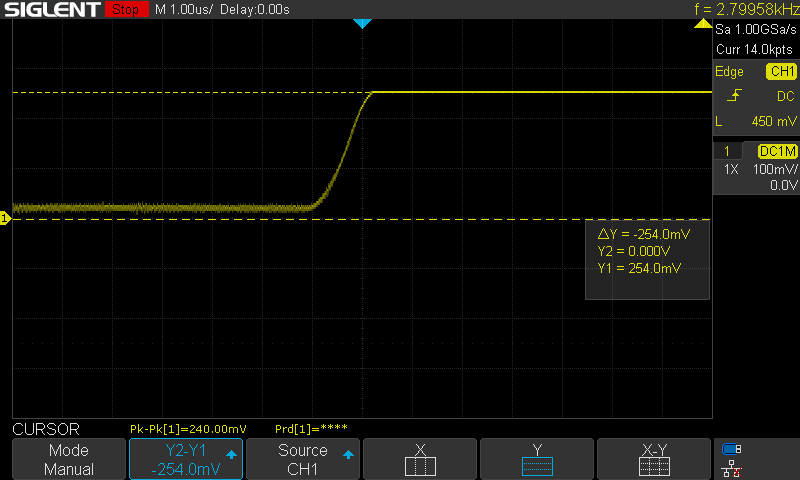 SIGLENT Stop M 1.00us/ Delay:0.00s f = 2.79958kHz
Sa 1.00GSa/s
Curr 14.0kpts
Edge CH1
DC
L 450 mV
1 DC1M
1X 100mV/
0.0V
1
△Y = -254.0mV
Y2 = 0.000V
Y1 = 254.0mV
CURSOR Pk-Pk[1]=240.00mV Prd[1]=****
Mode Y2-Y1 Source X Y X-Y
Manual -254.0mV CH1